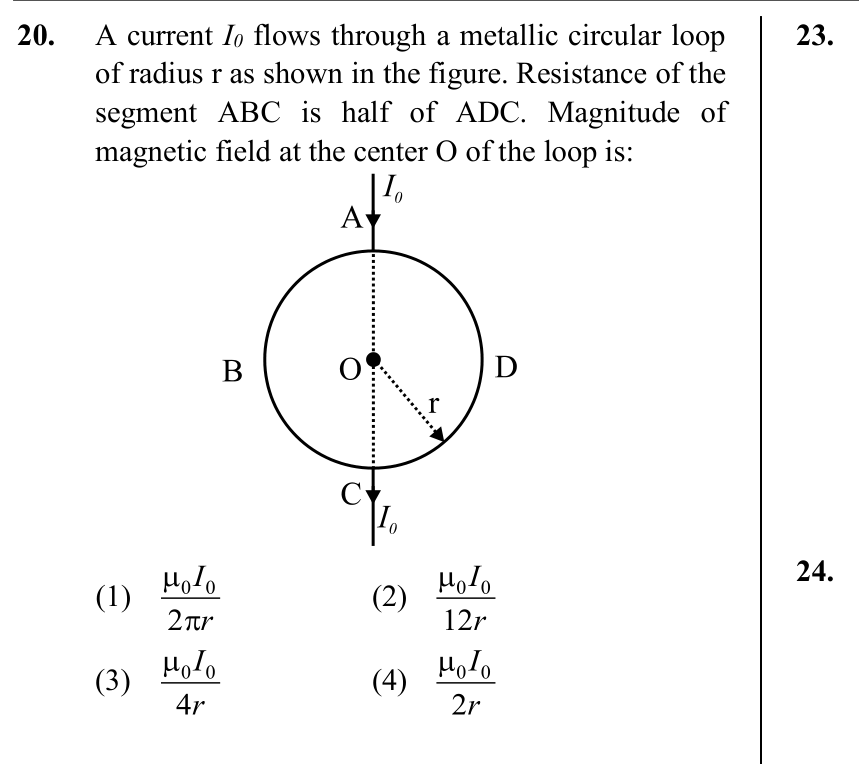 20. A current I₀ flows through a metallic circular loop
of radius r as shown in the figure. Resistance of the
segment ABC is half of ADC. Magnitude of
magnetic field at the center O of the loop is:
I₀
A
B
O
D
r
C
I₀
(1) μ₀I₀/2πr (2) μ₀I₀/12r
(3) μ₀I₀/4r (4) μ₀I₀/2r
23.
24.